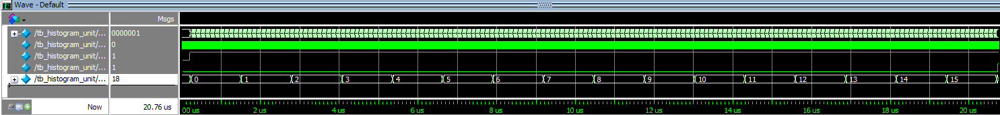 Wave - Default
Msgs
/tb_histogram_unit/... 0000001
/tb_histogram_unit/... 0
/tb_histogram_unit/... 1
/tb_histogram_unit/... 1
/tb_histogram_unit/... 18 0 1 2 3 4 5 6 7 8 9 10 11 12 13 14 15
Now 20.76 us 00 us 2 us 4 us 6 us 8 us 10 us 12 us 14 us 16 us 18 us 20 us